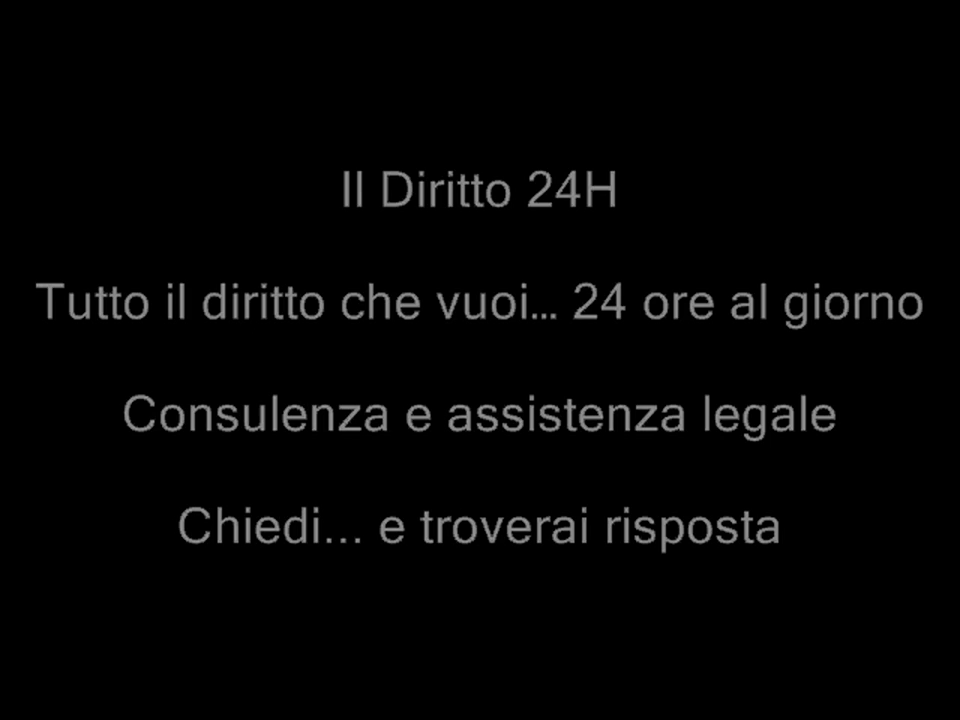 Il Diritto 24H
Tutto il diritto che vuoi… 24 ore al giorno
Consulenza e assistenza legale
Chiedi... e troverai risposta